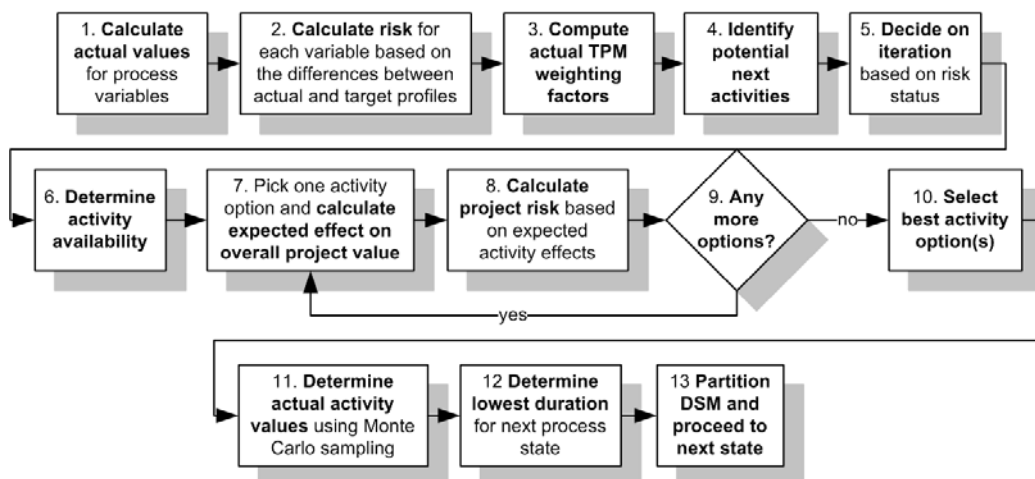 1. Calculate
actual values
for process
variables
2. Calculate risk for
each variable based on
the differences between
actual and target profiles
3. Compute
actual TPM
weighting
factors
4. Identify
potential
next
activities
5. Decide on
iteration
based on risk
status
6. Determine
activity
availability
7. Pick one activity
option and calculate
expected effect on
overall project value
8. Calculate
project risk based
on expected
activity effects
9. Any
more
options?
no
10. Select
best activity
option(s)
yes
11. Determine
actual activity
values using Monte
Carlo sampling
12 Determine
lowest duration
for next process
state
13 Partition
DSM and
proceed to
next state